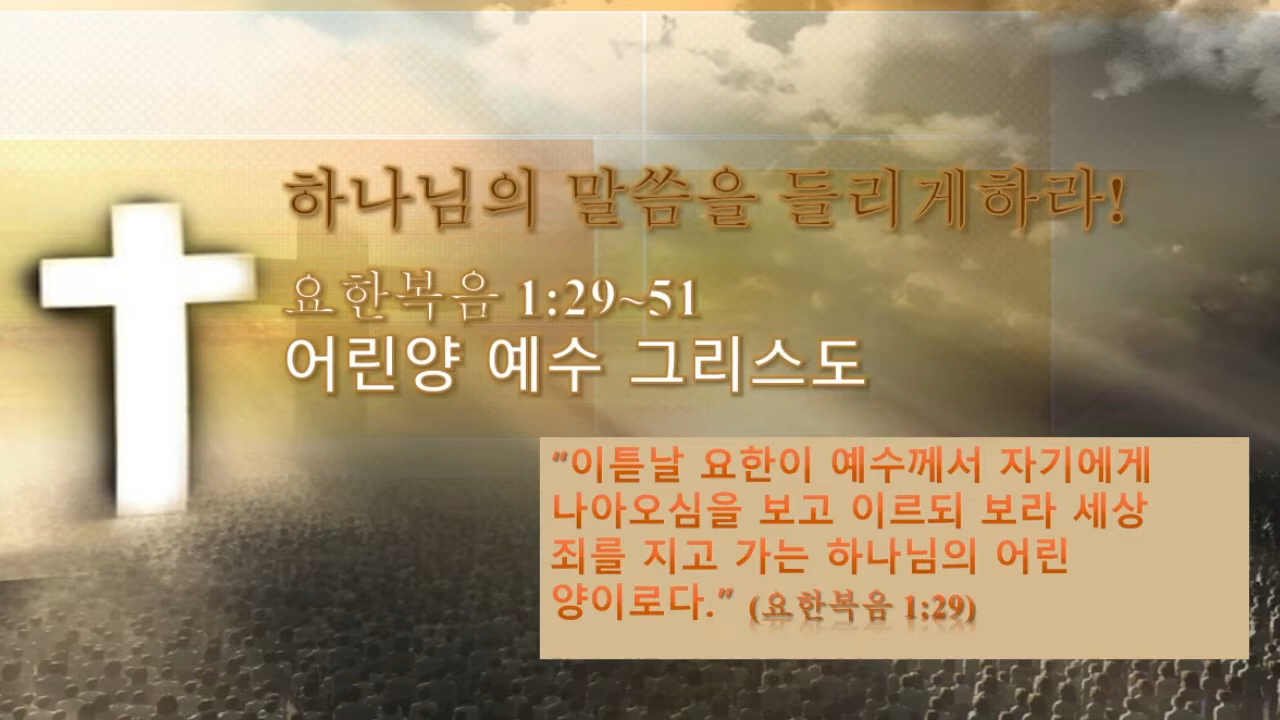 하나님의 말씀을 들리게하라!
요한복음 1:29~51
어린양 예수 그리스도
"이튿날 요한이 예수께서 자기에게
나아오심을 보고 이르되 보라 세상
죄를 지고 가는 하나님의 어린
양이로다." (요한복음 1:29)